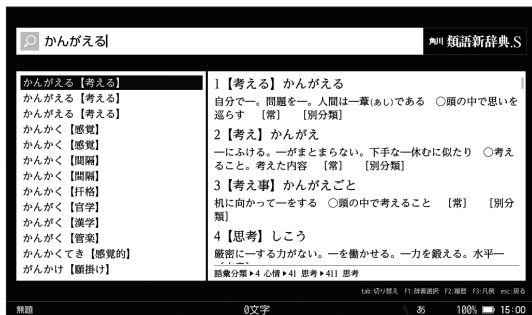 かんがえる
角川 類語新辞典.S
かんがえる【考える】
かんがえる【考える】
かんがえる【考える】
かんかく【感覚】
かんかく【感覚】
かんかく【間隔】
かんかく【間隔】
かんかく【扞格】
かんがく【官学】
かんがく【漢学】
かんがく【管楽】
かんかくてき【感覚的】
がんかけ【願掛け】
1【考える】かんがえる
自分で―。問題を―。人間は一葦(あし)である ○頭の中で思いを
巡らす [常] [別分類]
2【考え】かんがえ
―にふける。―がまとまらない。下手な―休むに似たり ○考え
ること。考えた内容 [常] [別分類]
3【考え事】かんがえごと
机に向かって―をする ○頭の中で考えること [常] [別分
類]
4【思考】しこう
厳密に―する力がない。―を働かせる。―力を鍛える。水平―
語彙分類▶4 心情▶41 思考▶411 思考
tab:切り替え F1:辞書選択 F2:履歴 F3:凡例 esc:戻る
無題 0文字 あ 100% 15:00